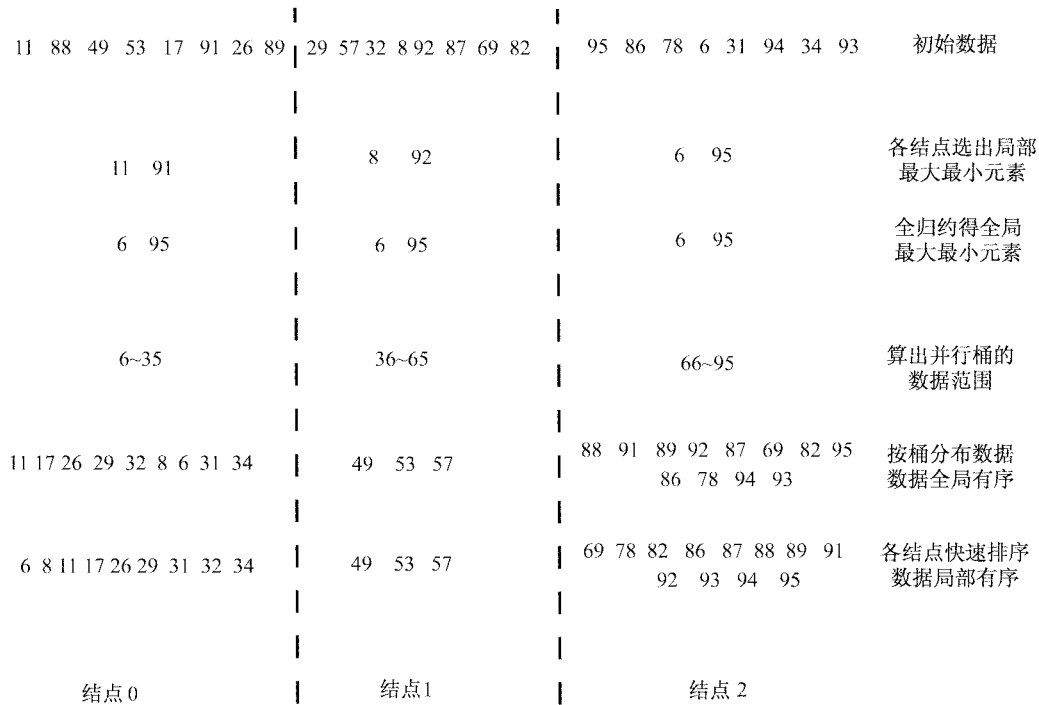 11 88 49 53 17 91 26 89 29 57 32 8 92 87 69 82 95 86 78 6 31 94 34 93 初始数据
11 91 8 92 6 95 各结点选出局部
最大最小元素
6 95 6 95 6 95 全归约得全局
最大最小元素
6~35 36~65 66~95 算出并行桶的
数据范围
11 17 26 29 32 8 6 31 34 49 53 57 88 91 89 92 87 69 82 95 按桶分布数据
86 78 94 93 数据全局有序
6 8 11 17 26 29 31 32 34 49 53 57 69 78 82 86 87 88 89 91 各结点快速排序
92 93 94 95 数据局部有序
结点 0 结点1 结点 2